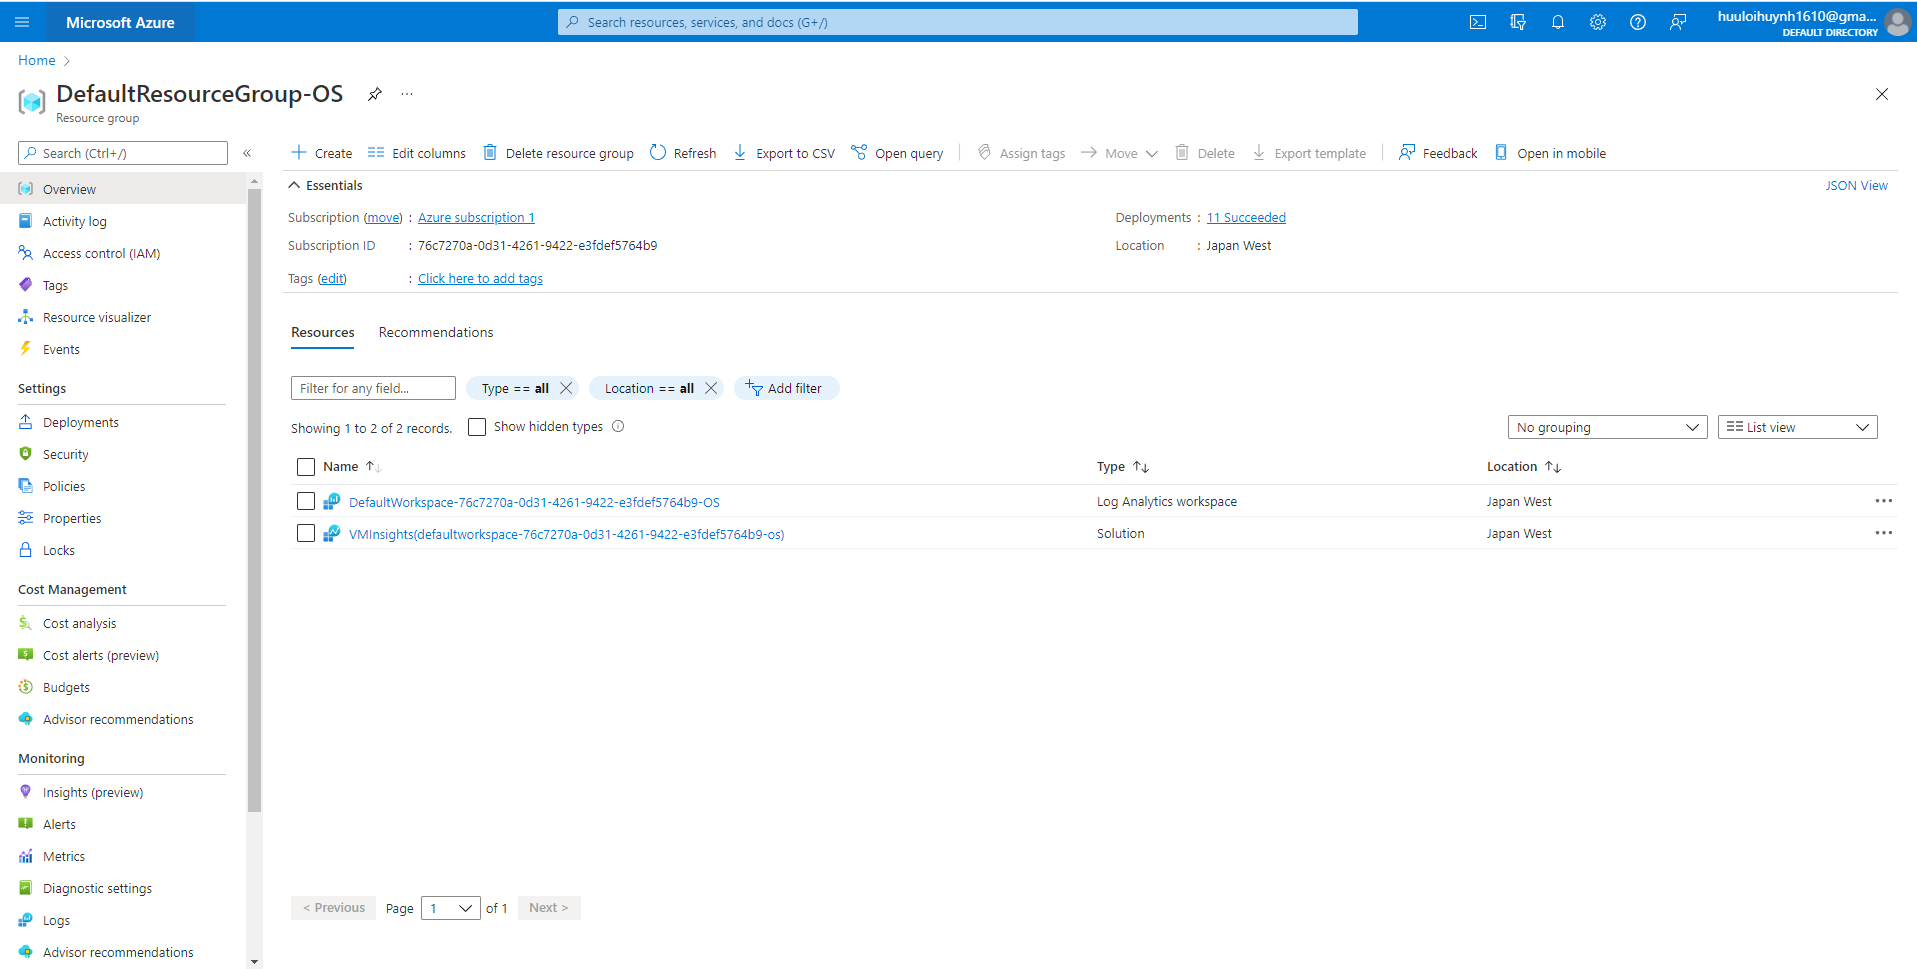 Microsoft Azure
Search resources, services, and docs (G+/)
huuloihuynh1610@gma...
DEFAULT DIRECTORY
Home
DefaultResourceGroup-OS
Resource group
Search (Ctrl+/)
Overview
Activity log
Access control (IAM)
Tags
Resource visualizer
Events
Settings
Deployments
Security
Policies
Properties
Locks
Cost Management
Cost analysis
Cost alerts (preview)
Budgets
Advisor recommendations
Monitoring
Insights (preview)
Alerts
Metrics
Diagnostic settings
Logs
Advisor recommendations
Create Edit columns Delete resource group Refresh Export to CSV Open query Assign tags Move Delete Export template Feedback Open in mobile
Essentials
JSON View
Subscription (move) : Azure subscription 1
Subscription ID : 76c7270a-0d31-4261-9422-e3fdef5764b9
Tags (edit) : Click here to add tags
Deployments : 11 Succeeded
Location : Japan West
Resources Recommendations
Filter for any field... Type == all Location == all Add filter
Showing 1 to 2 of 2 records. Show hidden types
No grouping List view
Name Type Location
DefaultWorkspace-76c7270a-0d31-4261-9422-e3fdef5764b9-OS Log Analytics workspace Japan West
VMInsights(defaultworkspace-76c7270a-0d31-4261-9422-e3fdef5764b9-os) Solution Japan West
< Previous Page 1 of 1 Next >